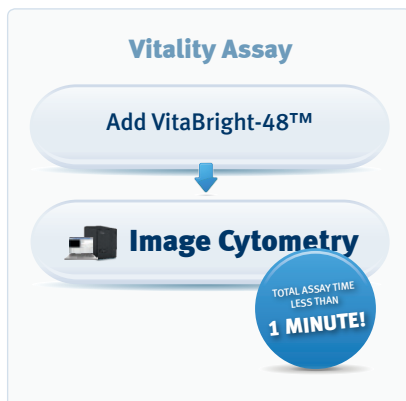 Vitality Assay
Add VitaBright-48™
Image Cytometry
TOTAL ASSAY TIME
LESS THAN
1 MINUTE!